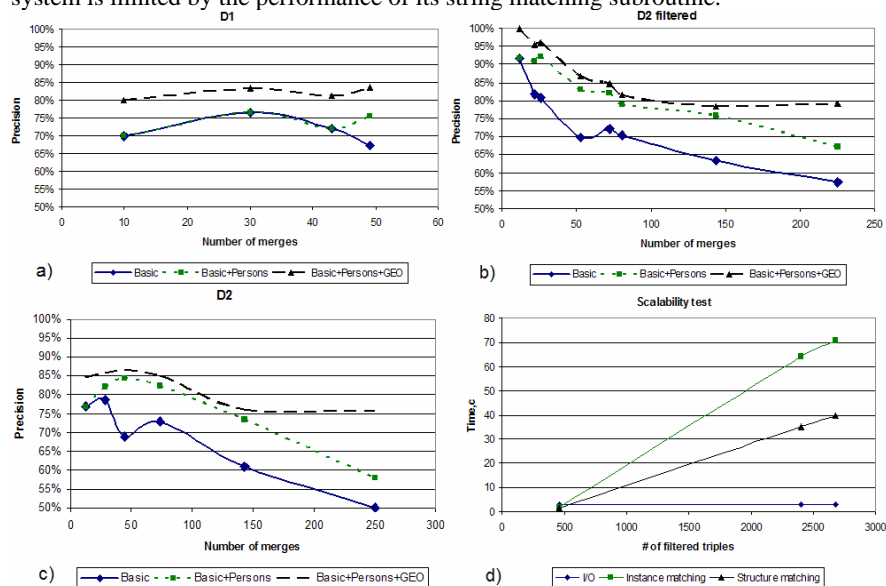 system is limited by the performance of its string matching subroutine.
D1
100%
95%
90%
85%
80%
75%
70%
65%
60%
55%
50%
Precision
0 10 20 30 40 50 60
Number of merges
a)
Basic Basic+Persons Basic+Persons+GEO
D2 filtered
100%
95%
90%
85%
80%
75%
70%
65%
60%
55%
50%
Precision
0 50 100 150 200 250
Number of merges
b)
Basic Basic+Persons Basic+Persons+GEO
D2
100%
95%
90%
85%
80%
75%
70%
65%
60%
55%
50%
Precision
0 50 100 150 200 250 300
Number of merges
c)
Basic Basic+Persons Basic+Persons+GEO
Scalability test
80
70
60
50
40
30
20
10
0
Time,c
0 500 1000 1500 2000 2500 3000
# of filtered triples
d)
I/O Instance matching Structure matching